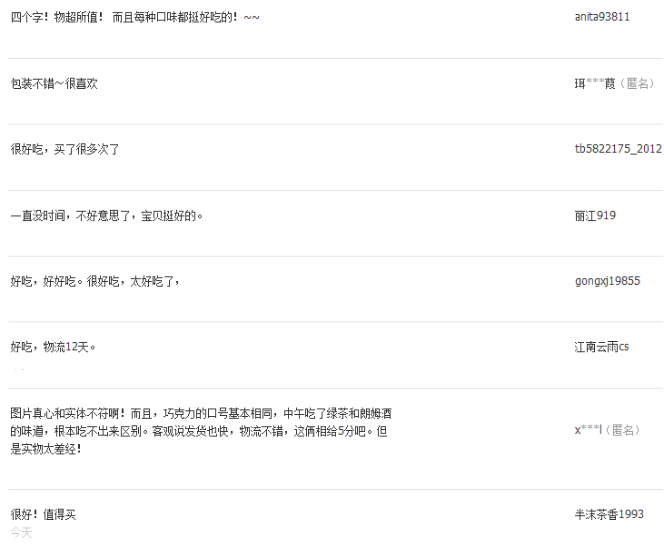 四个字！物超所值！ 而且每种口味都挺好吃的！~~
anita93811
包装不错～很喜欢
珥***葭（匿名）
很好吃，买了很多次了
tb5822175_2012
一直没时间，不好意思了，宝贝挺好的。
丽江919
好吃，好好吃。很好吃，太好吃了，
gongxj19855
好吃，物流12天。
江南云雨cs
图片真心和实体不符啊！而且，巧克力的口号基本相同，中午吃了绿茶和朗姆酒
的味道，根本吃不出来区别。客观说发货也快，物流不错，这俩相给5分吧。但
是实物太差经！
x***l（匿名）
很好！值得买
今天
半沫茶香1993